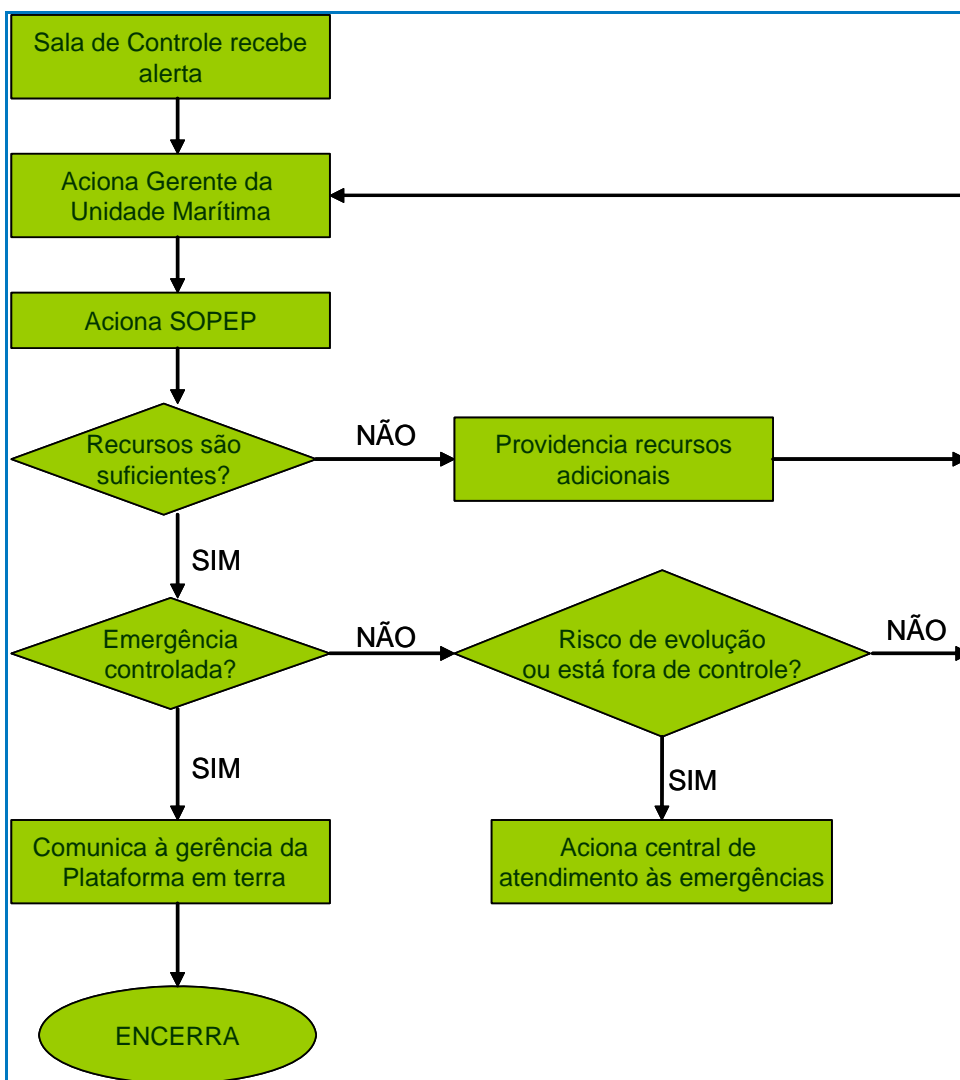 Sala de Controle recebe
alerta
Aciona Gerente da
Unidade Marítima
Aciona SOPEP
Recursos são
suficientes?
NÃO
Providencia recursos
adicionais
SIM
Emergência
controlada?
NÃO
Risco de evolução
ou está fora de controle?
NÃO
SIM
SIM
Comunica à gerência da
Plataforma em terra
Aciona central de
atendimento às emergências
ENCERRA